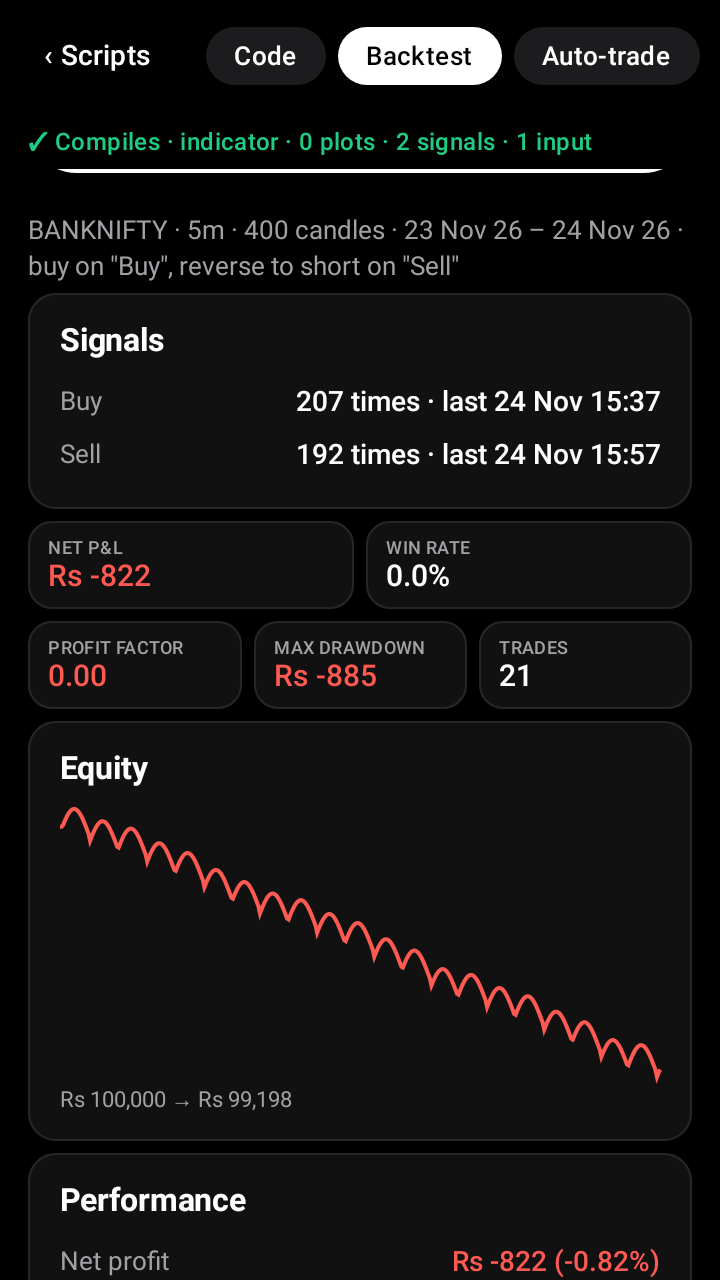 ‹ Scripts
Code
Backtest
Auto-trade
✓ Compiles · indicator · 0 plots · 2 signals · 1 input
BANKNIFTY · 5m · 400 candles · 23 Nov 26 – 24 Nov 26 ·
buy on "Buy", reverse to short on "Sell"
Signals
Buy 207 times · last 24 Nov 15:37
Sell 192 times · last 24 Nov 15:57
NET P&L
Rs -822
WIN RATE
0.0%
PROFIT FACTOR
0.00
MAX DRAWDOWN
Rs -885
TRADES
21
Equity
Rs 100,000 → Rs 99,198
Performance
Net profit Rs -822 (-0.82%)